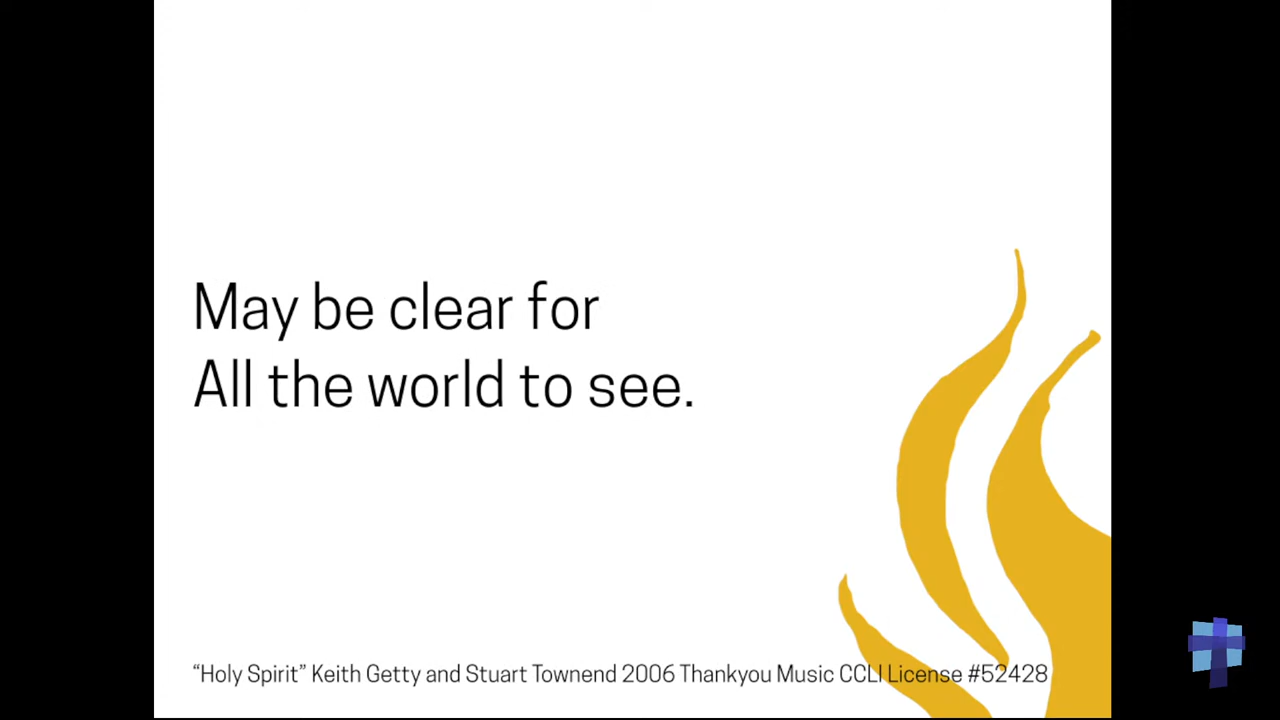 May be clear for
All the world to see.
“Holy Spirit” Keith Getty and Stuart Townend 2006 Thankyou Music CCLI License #52428